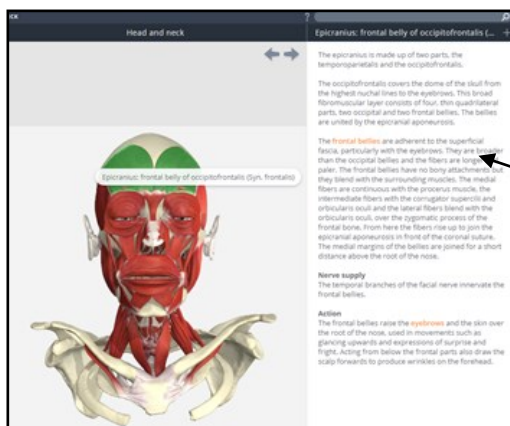 ?
Head and neck
Epicranius: frontal belly of occipitofrontalis (...
Epicranius: frontal belly of occipitofrontalis (Syn. frontalis)
The epicranius is made up of two parts, the
temporoparietalis and the occipitofrontalis.
The occipitofrontalis covers the dome of the skull from
the highest nuchal lines to the eyebrows. This broad
fibromuscular layer consists of four, thin quadrilateral
parts, two occipital and two frontal bellies. The bellies
are united by the epicranial aponeurosis.
The frontal bellies are adherent to the superficial
fascia, particularly with the eyebrows. They are broader
than the occipital bellies and the fibers are longer
paler. The frontal bellies have no bony attachments but
they blend with the surrounding muscles. The medial
fibers are continuous with the procerus muscle, the
intermediate fibers with the corrugator supercilii and
orbicularis oculi and the lateral fibers blend with the
orbicularis oculi, over the zygomatic process of the
frontal bone. From here the fibers rise up to join the
epicranial aponeurosis in front of the coronal suture.
The medial margins of the bellies are joined for a short
distance above the root of the nose.
Nerve supply
The temporal branches of the facial nerve innervate the
frontal bellies.
Action
The frontal bellies raise the eyebrows and the skin over
the root of the nose, used in movements such as
glancing upwards and expressions of surprise and
fright. Acting from below the frontal parts also draw the
scalp forwards to produce wrinkles on the forehead.